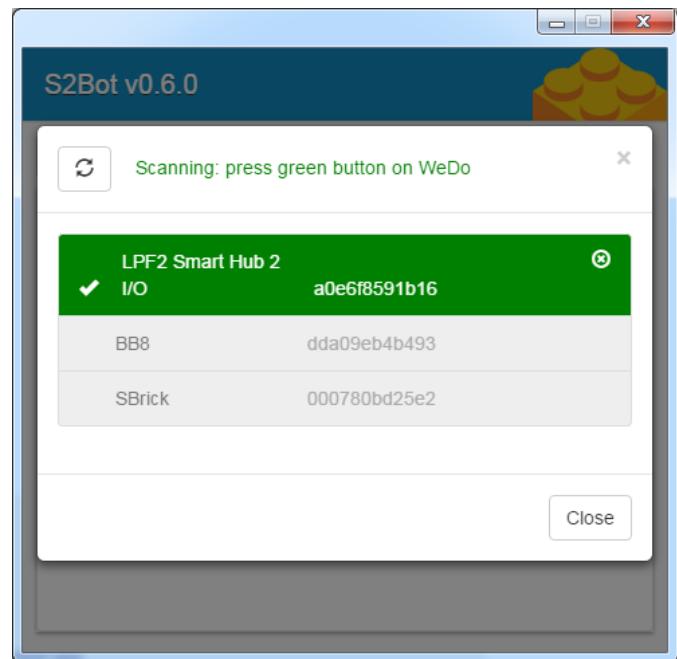 S2Bot v0.6.0
Scanning: press green button on WeDo
LPF2 Smart Hub 2
I/O a0e6f8591b16
BB8 dda09eb4b493
SBrick 000780bd25e2
Close